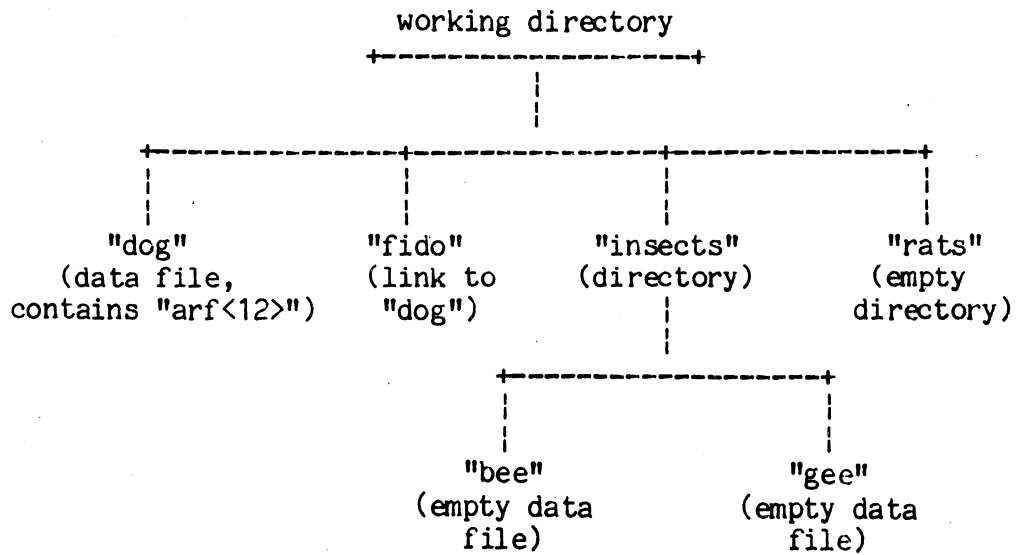 working directory
"dog" "fido" "insects" "rats"
(data file, (link to (directory) (empty
contains "arf<12>") "dog") directory)
"bee" "gee"
(empty data (empty data
file) file)